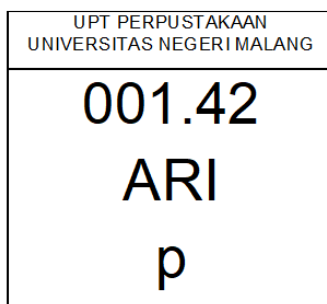 UPT PERPUSTAKAAN
UNIVERSITAS NEGERI MALANG
001.42
ARI
p